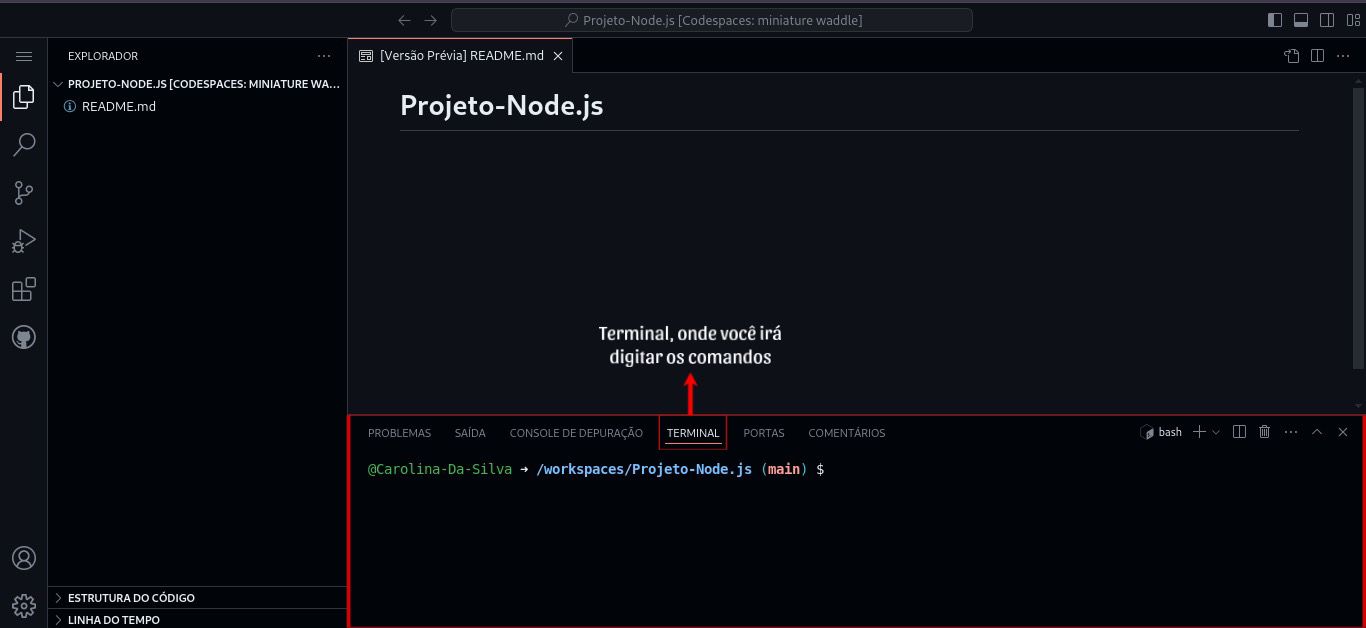 Projeto-Node.js [Codespaces: miniature waddle]
EXPLORADOR
PROJETO-NODE.JS [CODESPACES: MINIATURE WA...
README.md
[Versão Prévia] README.md
Projeto-Node.js
Terminal, onde você irá
digitar os comandos
PROBLEMAS SAÍDA CONSOLE DE DEPURAÇÃO TERMINAL PORTAS COMENTÁRIOS bash
@Carolina-Da-Silva → /workspaces/Projeto-Node.js (main) $
ESTRUTURA DO CÓDIGO
LINHA DO TEMPO